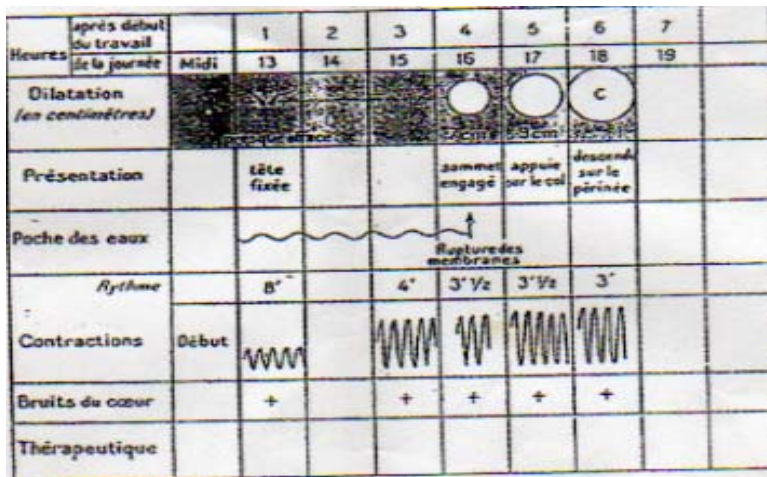 Heures après début du travail 1 2 3 4 5 6 7
de la journée Midi 13 14 15 16 17 18 19
Dilatation
(en centimètres)
9cm C
Présentation
tête
fixée
sommet
engagé
appuie
sur le col
descend
sur le
périnée
Poche des eaux
Rupture des
membranes
Rythme 8' 4' 3' ½ 3' ½ 3'
Contractions Début
Bruits du cœur + + + + +
Thérapeutique